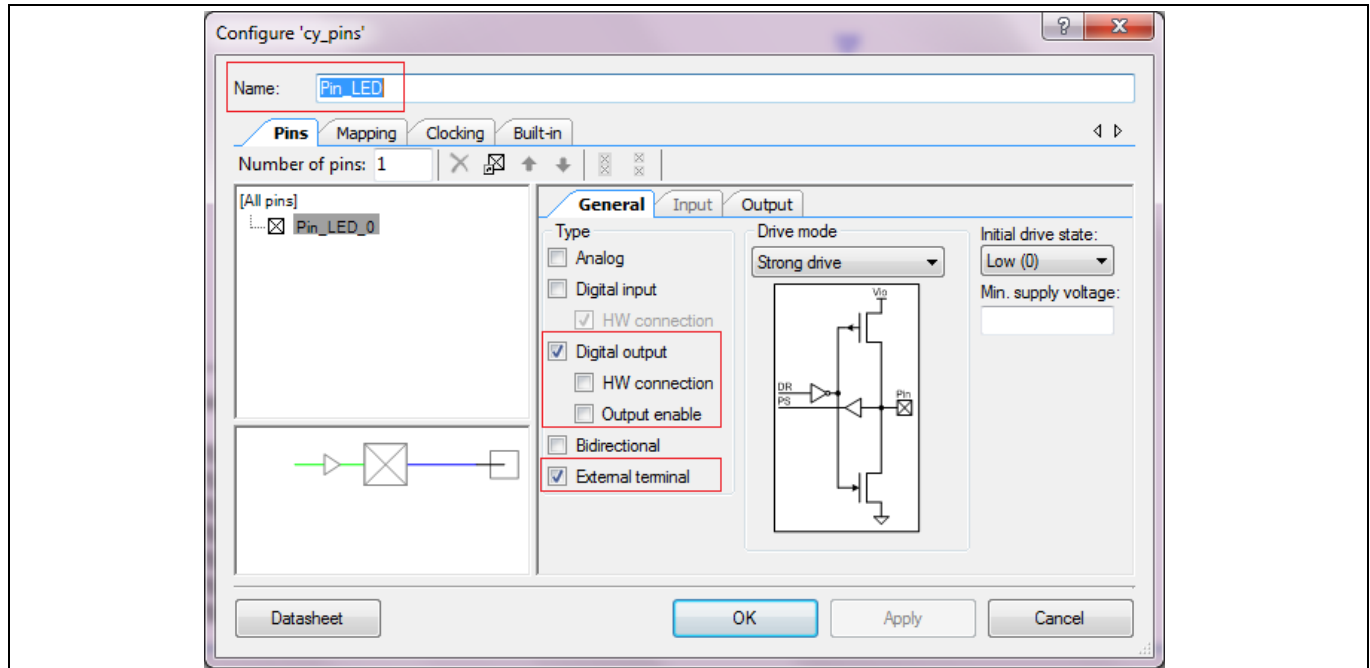 Configure 'cy_pins'
Name: Pin_LED
Pins Mapping Clocking Built-in
Number of pins: 1
[All pins]
Pin_LED_0
General Input Output
Type
Analog
Digital input
HW connection
Digital output
HW connection
Output enable
Bidirectional
External terminal
Drive mode
Strong drive
Vio
DR
PS
Pin
Initial drive state:
Low (0)
Min. supply voltage:
Datasheet OK Apply Cancel